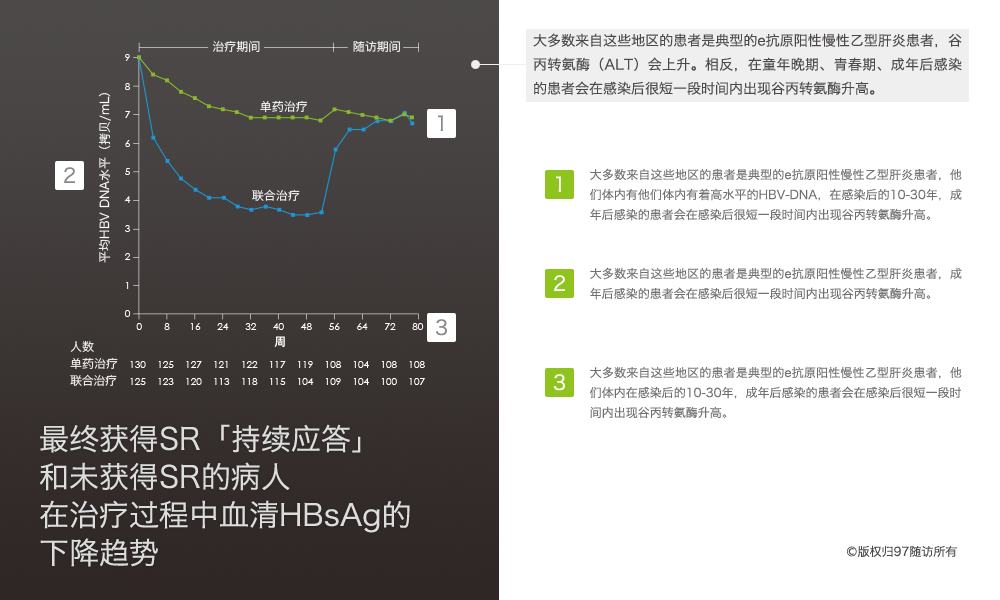 治疗期间 随访期间
平均HBV DNA水平（拷贝/mL）
9
8
7
6
5
4
3
2
1
0
单药治疗
联合治疗
1
2
3
0 8 16 24 32 40 48 56 64 72 80
周
人数
单药治疗 130 125 127 121 122 117 119 108 104 108 108
联合治疗 125 123 120 113 118 115 104 109 104 100 107
最终获得SR「持续应答」
和未获得SR的病人
在治疗过程中血清HBsAg的
下降趋势
大多数来自这些地区的患者是典型的e抗原阳性慢性乙型肝炎患者，谷
丙转氨酶（ALT）会上升。相反，在童年晚期、青春期、成年后感染
的患者会在感染后很短一段时间内出现谷丙转氨酶升高。
1
大多数来自这些地区的患者是典型的e抗原阳性慢性乙型肝炎患者，他
们体内有他们体内有着高水平的HBV-DNA，在感染后的10-30年，成
年后感染的患者会在感染后很短一段时间内出现谷丙转氨酶升高。
2
大多数来自这些地区的患者是典型的e抗原阳性慢性乙型肝炎患者，成
年后感染的患者会在感染后很短一段时间内出现谷丙转氨酶升高。
3
大多数来自这些地区的患者是典型的e抗原阳性慢性乙型肝炎患者，他
们体内在感染后的10-30年，成年后感染的患者会在感染后很短一段时
间内出现谷丙转氨酶升高。
©版权归97随访所有